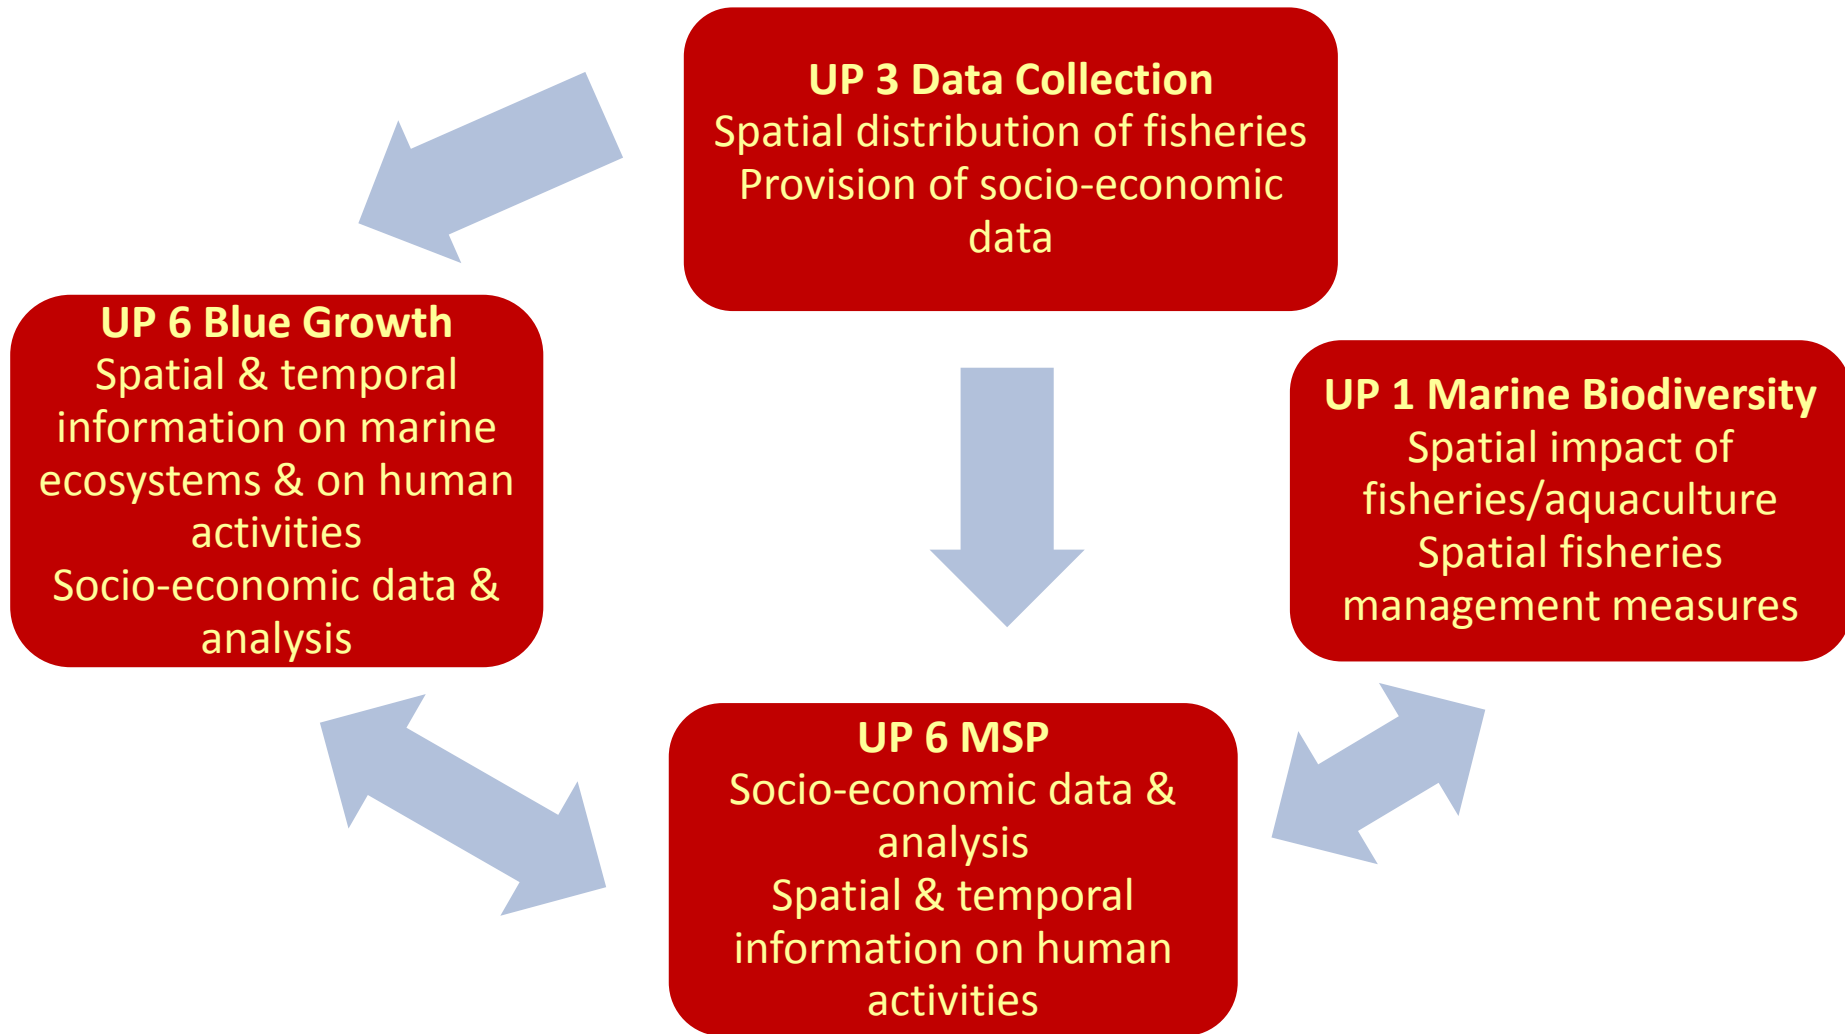 UP 3 Data Collection
Spatial distribution of fisheries
Provision of socio-economic
data
UP 6 Blue Growth
Spatial & temporal
information on marine
ecosystems & on human
activities
Socio-economic data &
analysis
UP 1 Marine Biodiversity
Spatial impact of
fisheries/aquaculture
Spatial fisheries
management measures
UP 6 MSP
Socio-economic data &
analysis
Spatial & temporal
information on human
activities